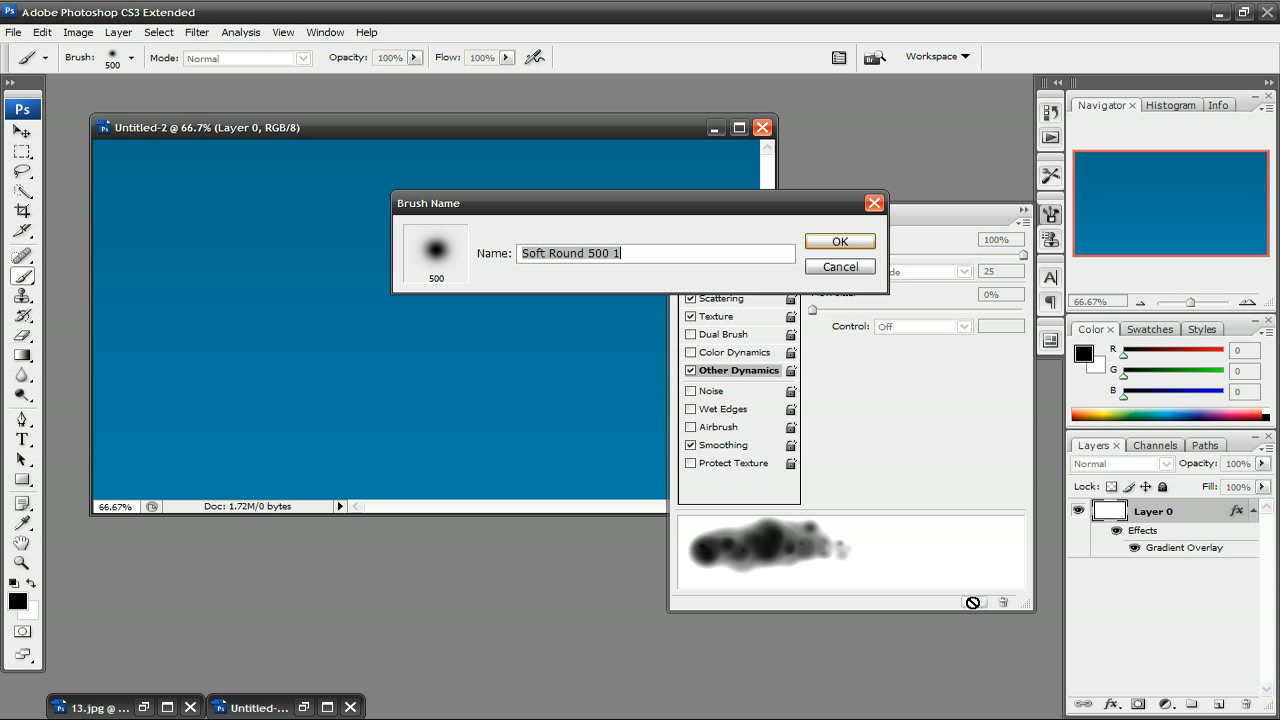 Adobe Photoshop CS3 Extended
File Edit Image Layer Select Filter Analysis View Window Help
Brush: 500 Mode: Normal Opacity: 100% Flow: 100% Workspace
Ps
Untitled-2 @ 66.7% (Layer 0, RGB/8)
Brush Name
500
Name: Soft Round 500 1
OK
Cancel
100%
25
0%
Control: Off
Scattering
Texture
Dual Brush
Color Dynamics
Other Dynamics
Noise
Wet Edges
Airbrush
Smoothing
Protect Texture
66.67% Doc: 1.72M/0 bytes
Navigator Histogram Info
66.67%
Color Swatches Styles
R 0
G 0
B 0
Layers Channels Paths
Normal Opacity: 100%
Lock: Fill: 100%
Layer 0 fx
Effects
Gradient Overlay
13.jpg @ ... Untitled-...